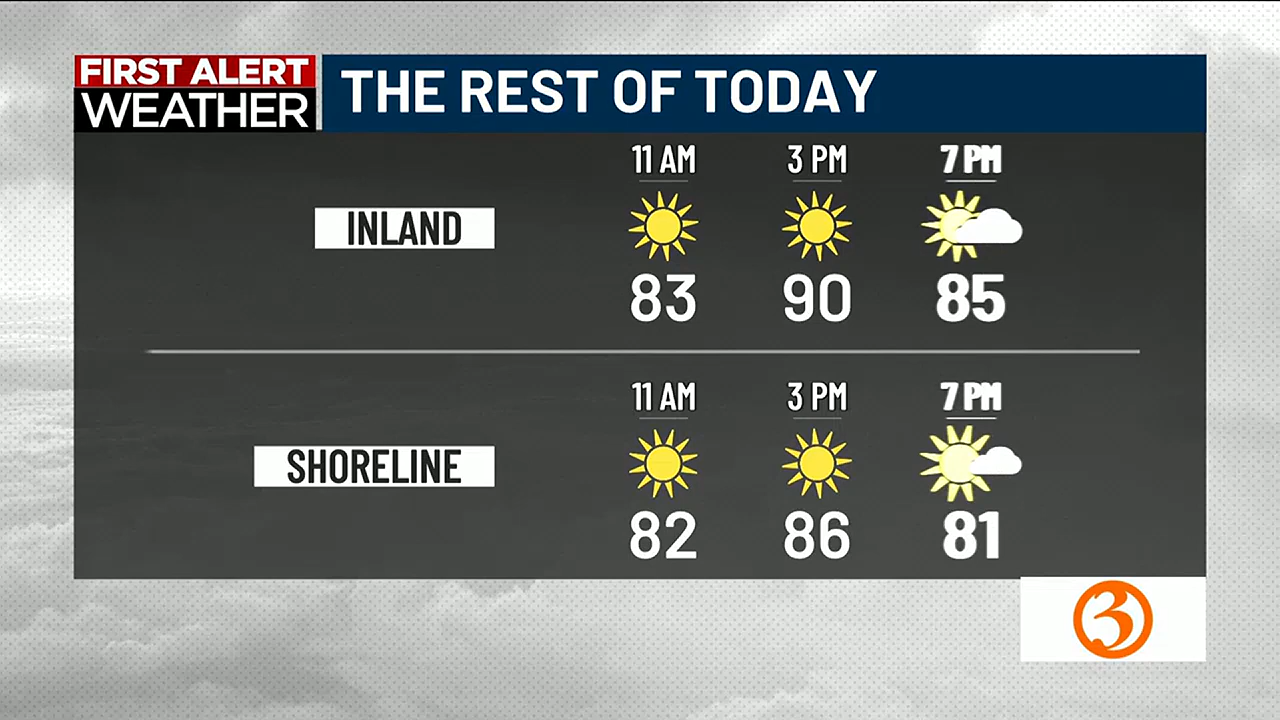 FIRST ALERT
WEATHER
THE REST OF TODAY
11 AM 3 PM 7 PM
INLAND
83 90 85
11 AM 3 PM 7 PM
SHORELINE
82 86 81
3